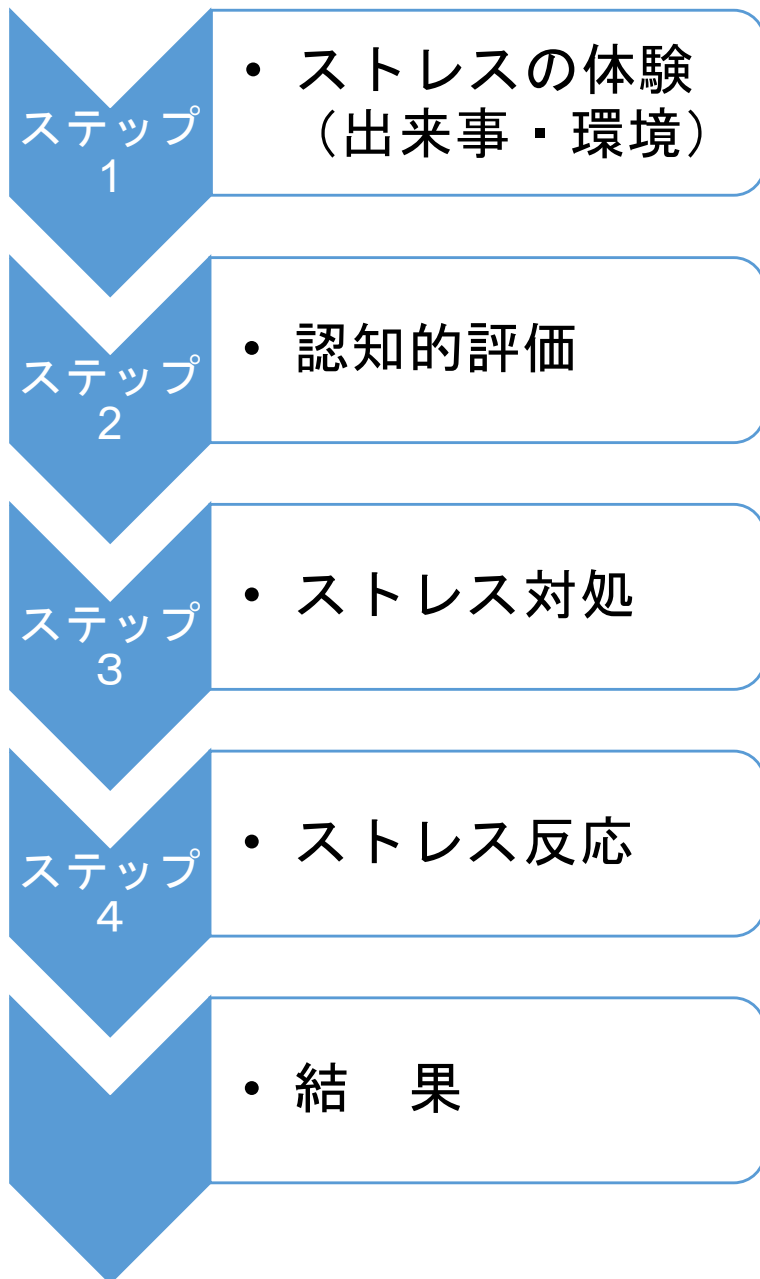 ステップ
1
• ストレスの体験
（出来事・環境）
ステップ
2
• 認知的評価
ステップ
3
• ストレス対処
ステップ
4
• ストレス反応
• 結　果